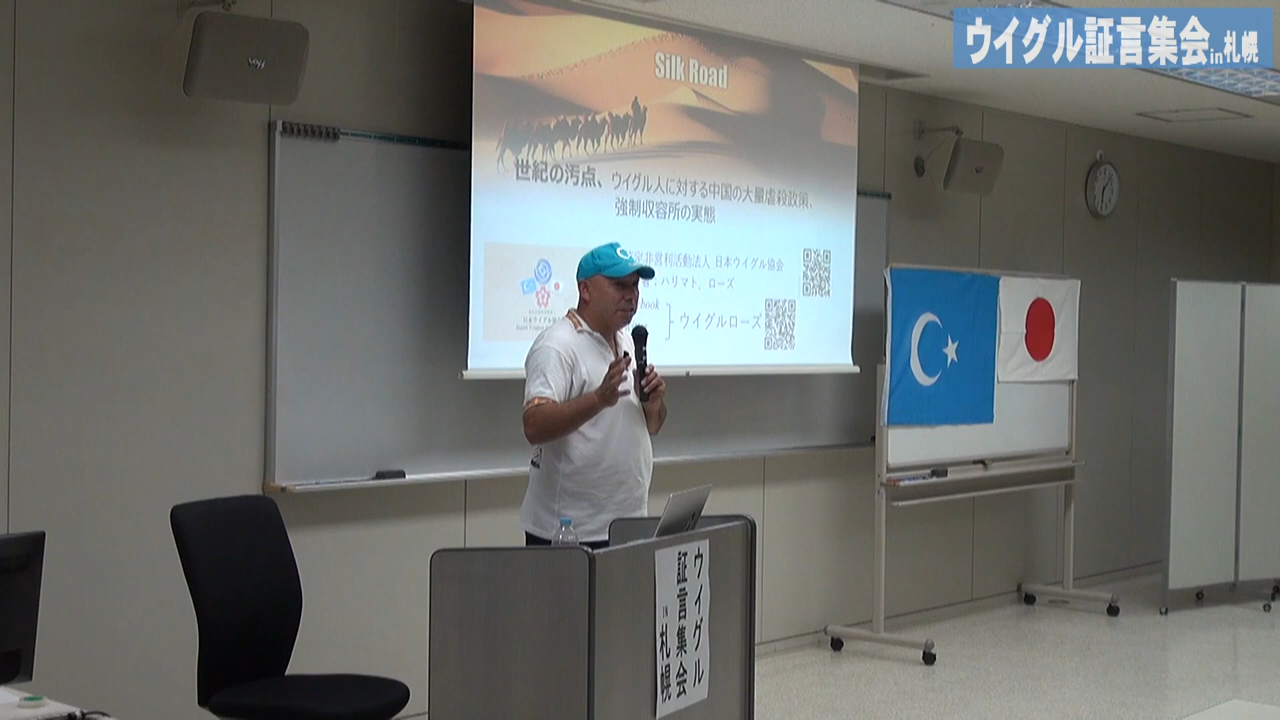 ウイグル証言集会in札幌
Silk Road
世紀の汚点、ウイグル人に対する中国の大量虐殺政策、
強制収容所の実態
非営利活動法人 日本ウイグル協会
：ハリマト．ローズ
book
ウイグルローズ
ウイグル
証言集会
in 札幌